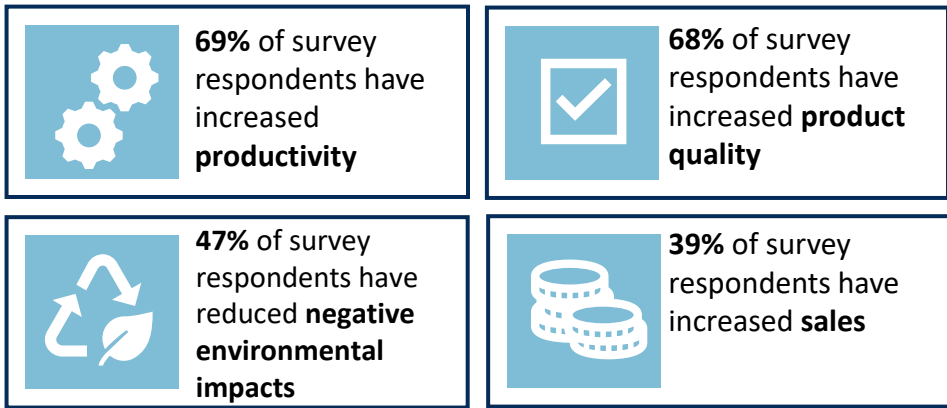 69% of survey
respondents have
increased
productivity
68% of survey
respondents have
increased product
quality
47% of survey
respondents have
reduced negative
environmental
impacts
39% of survey
respondents have
increased sales